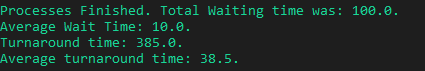 Processes Finished. Total Waiting time was: 100.0.
Average Wait Time: 10.0.
Turnaround time: 385.0.
Average turnaround time: 38.5.